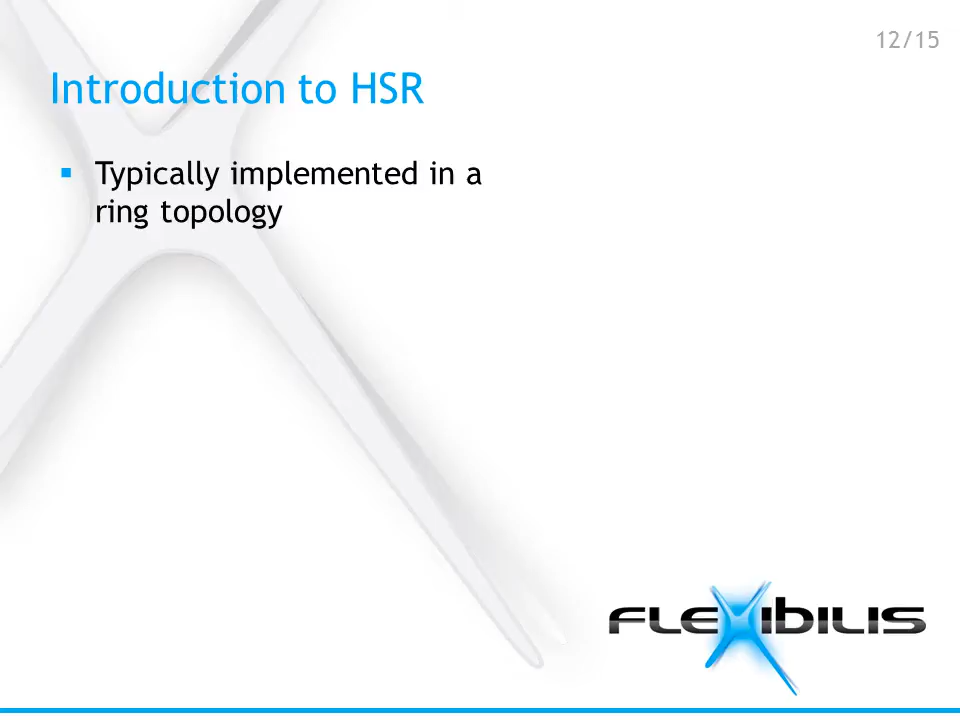 12/15
Introduction to HSR
▪ Typically implemented in a
ring topology
FLEXIBILIS